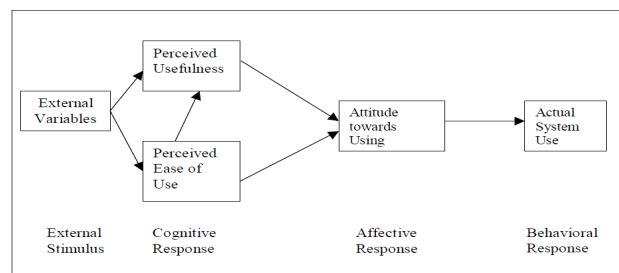 Perceived
Usefulness
External
Variables
Perceived
Ease of
Use
Attitude
towards
Using
Actual
System
Use
External
Stimulus
Cognitive
Response
Affective
Response
Behavioral
Response